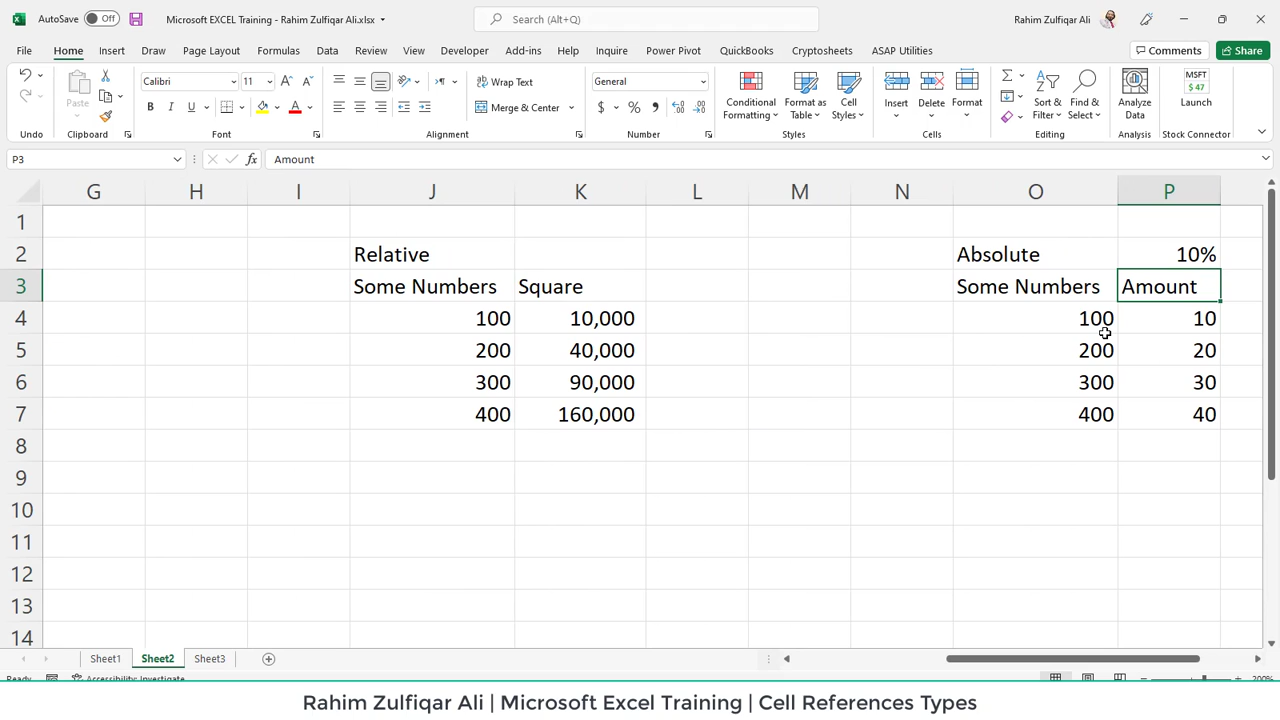 AutoSave Off Microsoft EXCEL Training - Rahim Zulfiqar Ali.xlsx Search (Alt+Q) Rahim Zulfiqar Ali
File Home Insert Draw Page Layout Formulas Data Review View Developer Add-ins Help Inquire Power Pivot QuickBooks Cryptosheets ASAP Utilities Comments Share
Paste Calibri 11 Wrap Text General Conditional Formatting Format as Table Cell Styles Insert Delete Format Sort & Filter Find & Select Analyze Data MSFT $ 47 Launch
B I U A Merge & Center $ %
Undo Clipboard Font Alignment Number Styles Cells Editing Analysis Stock Connector
P3 fx Amount
G H I J K L M N O P
1
2 Relative Absolute 10%
3 Some Numbers Square Some Numbers Amount
4 100 10,000 100 10
5 200 40,000 200 20
6 300 90,000 300 30
7 400 160,000 400 40
8
9
10
11
12
13
14
Sheet1 Sheet2 Sheet3
Ready Accessibility: Investigate 200%
Rahim Zulfiqar Ali | Microsoft Excel Training | Cell References Types